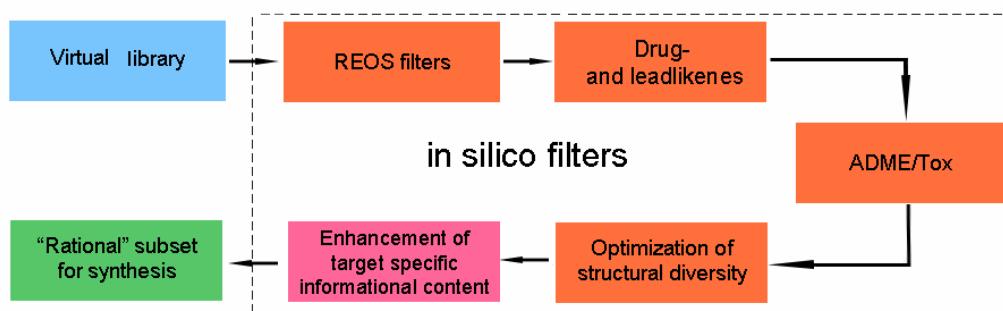 Virtual library
REOS filters
Drug-
and leadlikenes
ADME/Tox
in silico filters
“Rational” subset
for synthesis
Enhancement of
target specific
informational content
Optimization of
structural diversity